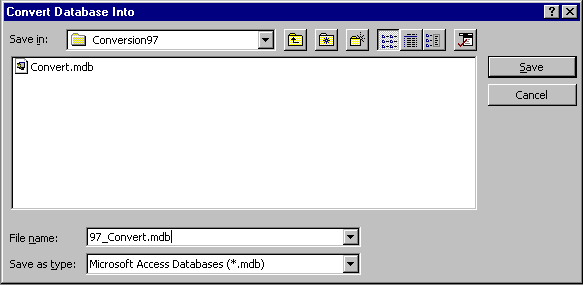 Convert Database Into
Save in: Conversion97
Convert.mdb
Save
Cancel
File name: 97_Convert.mdb
Save as type: Microsoft Access Databases (*.mdb)